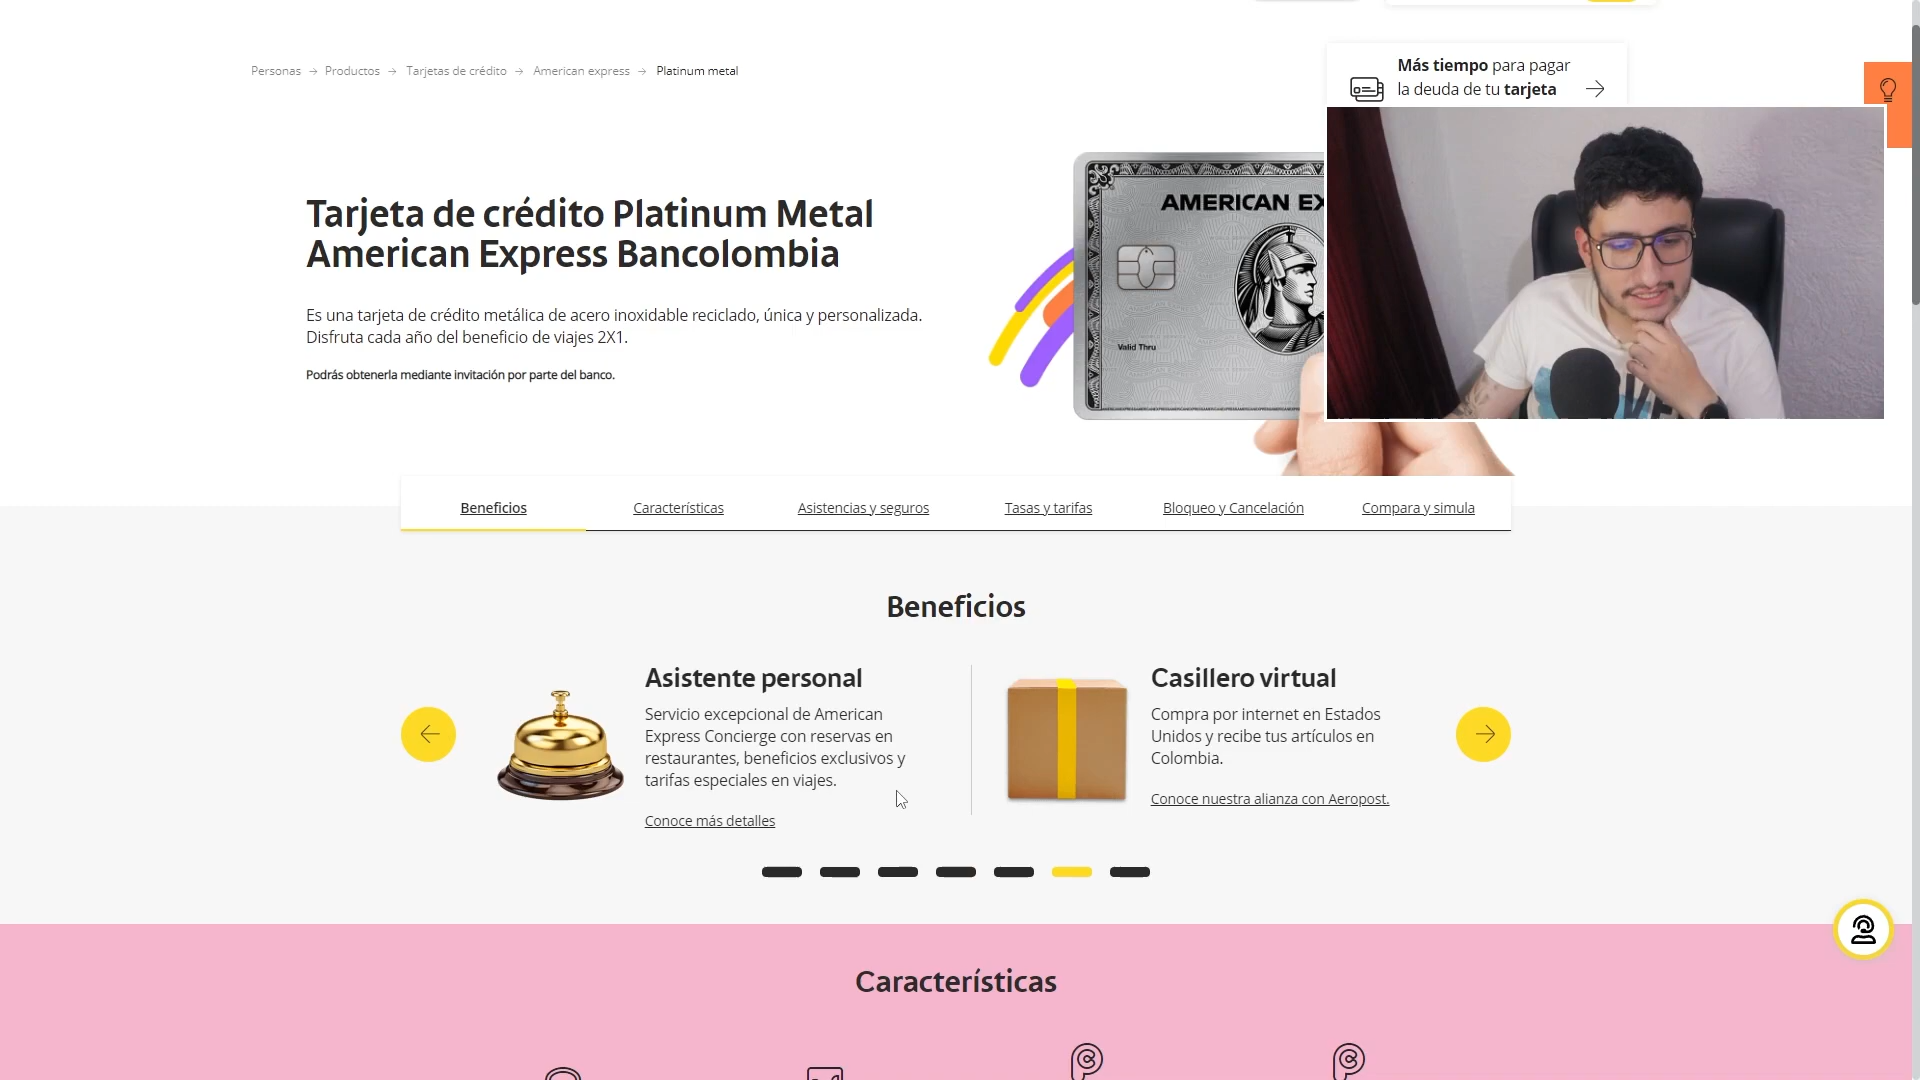 Personas → Productos → Tarjetas de crédito → American express → Platinum metal
Más tiempo para pagar
la deuda de tu tarjeta
Tarjeta de crédito Platinum Metal
American Express Bancolombia
Es una tarjeta de crédito metálica de acero inoxidable reciclado, única y personalizada.
Disfruta cada año del beneficio de viajes 2X1.
Podrás obtenerla mediante invitación por parte del banco.
AMERICAN EX
Valid Thru
Beneficios
Características
Asistencias y seguros
Tasas y tarifas
Bloqueo y Cancelación
Compara y simula
Beneficios
Asistente personal
Servicio excepcional de American
Express Concierge con reservas en
restaurantes, beneficios exclusivos y
tarifas especiales en viajes.
Conoce más detalles
Casillero virtual
Compra por internet en Estados
Unidos y recibe tus artículos en
Colombia.
Conoce nuestra alianza con Aeropost.
Características